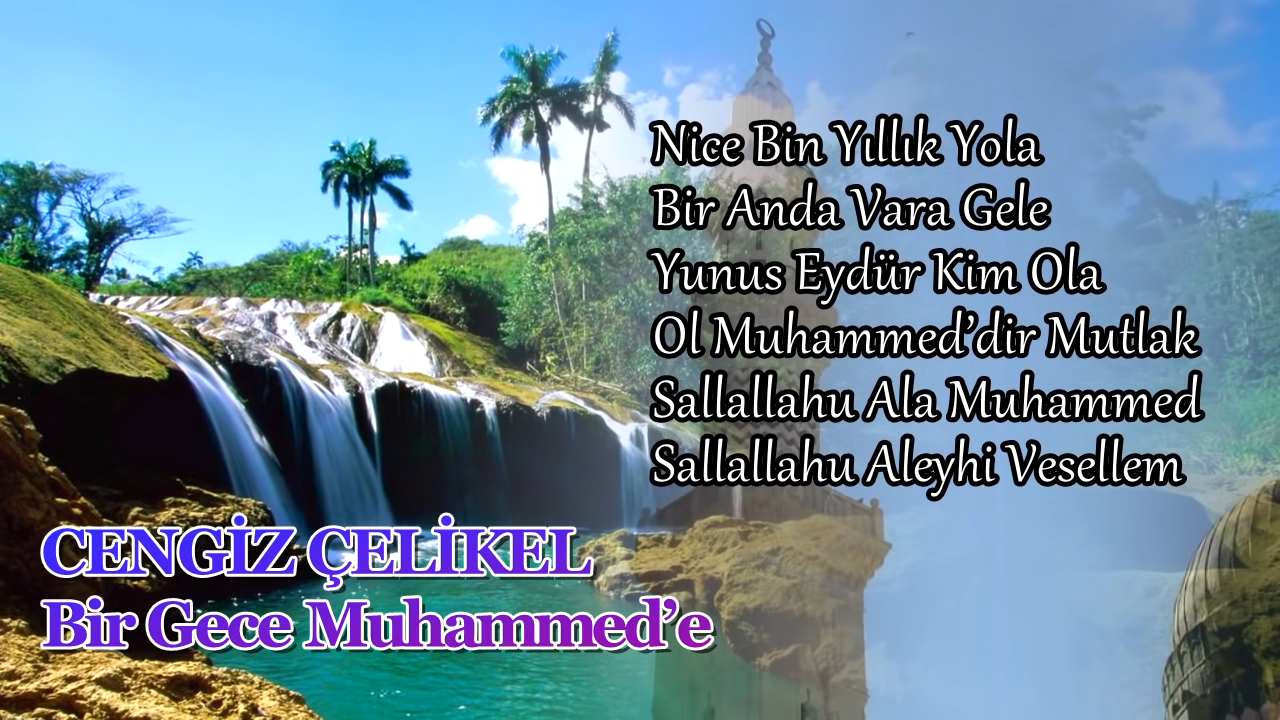 Nice Bin Yıllık Yola
Bir Anda Vara Gele
Yunus Eydür Kim Ola
Ol Muhammed’dir Mutlak
Sallallahu Ala Muhammed
Sallallahu Aleyhi Vesellem
CENGİZ ÇELİKEL
Bir Gece Muhammed’e